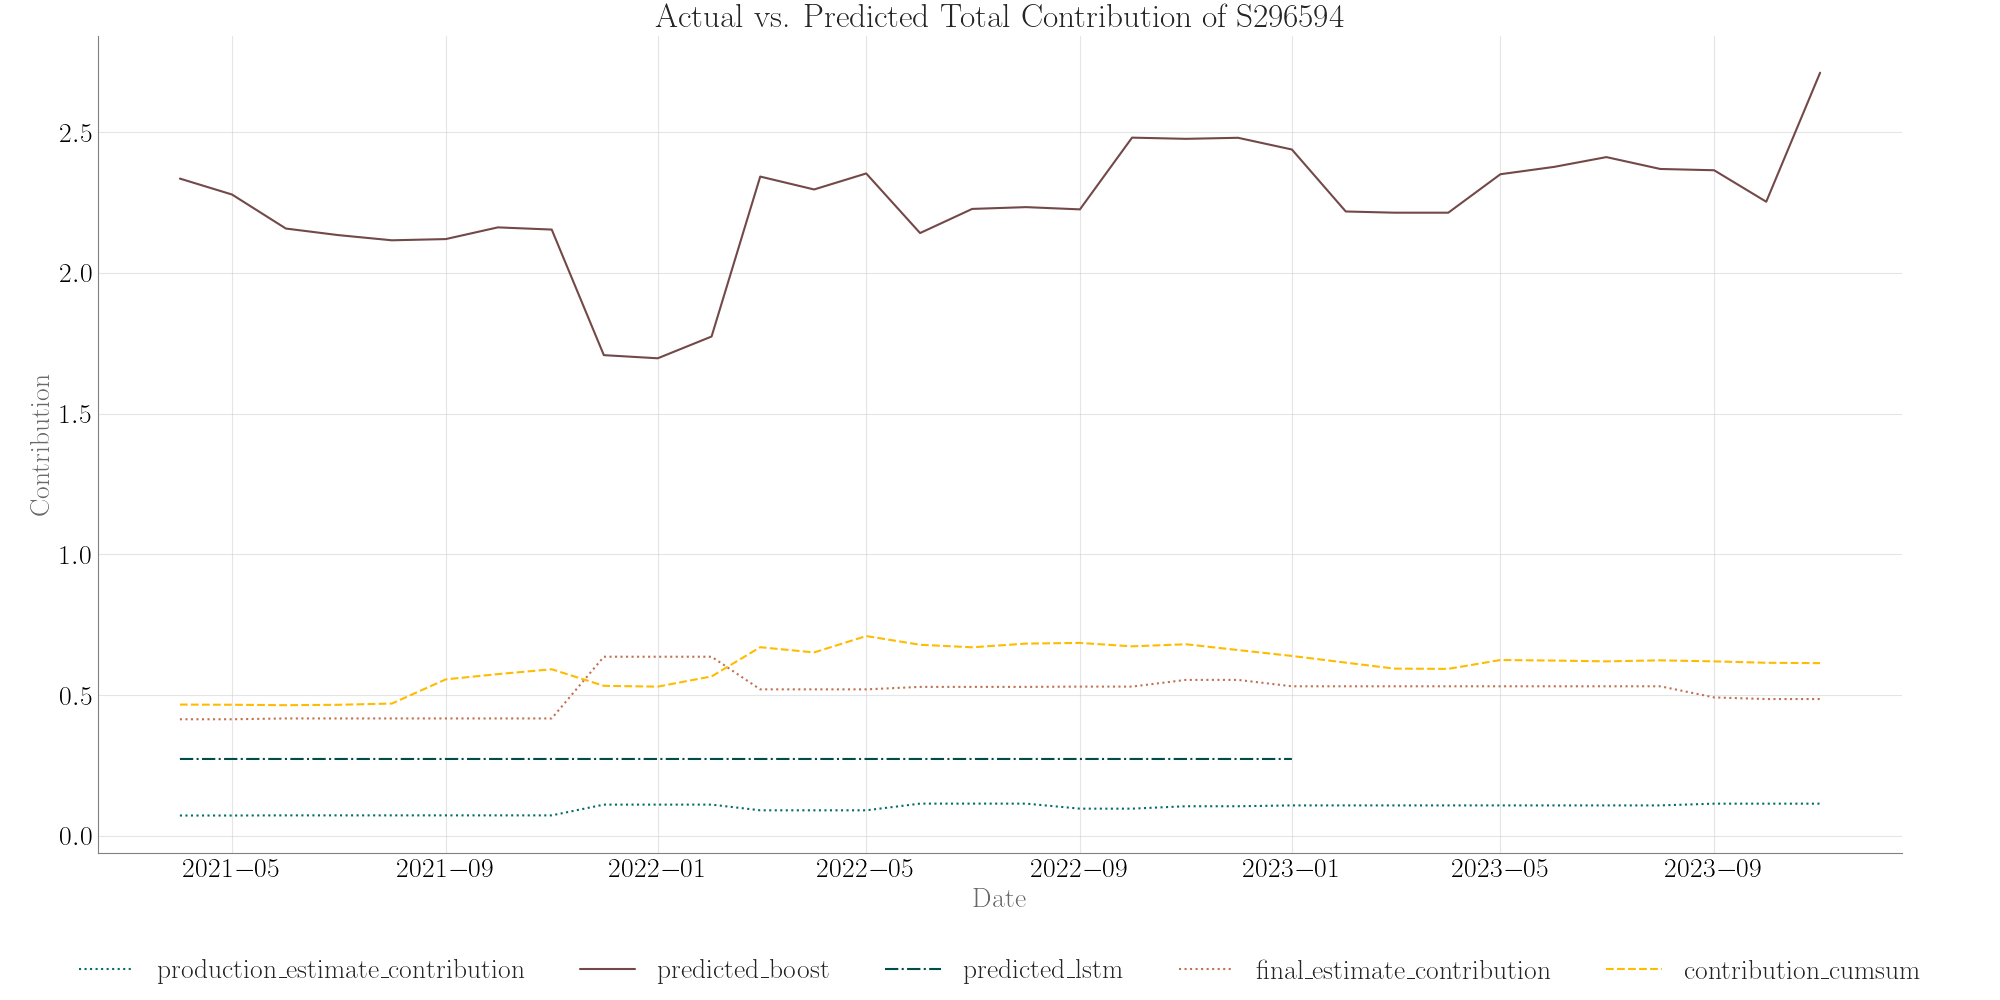 Actual vs. Predicted Total Contribution of S296594
Contribution
2.5
2.0
1.5
1.0
0.5
0.0
2021−05 2021−09 2022−01 2022−05 2022−09 2023−01 2023−05 2023−09
Date
production_estimate_contribution predicted_boost predicted_lstm final_estimate_contribution contribution_cumsum